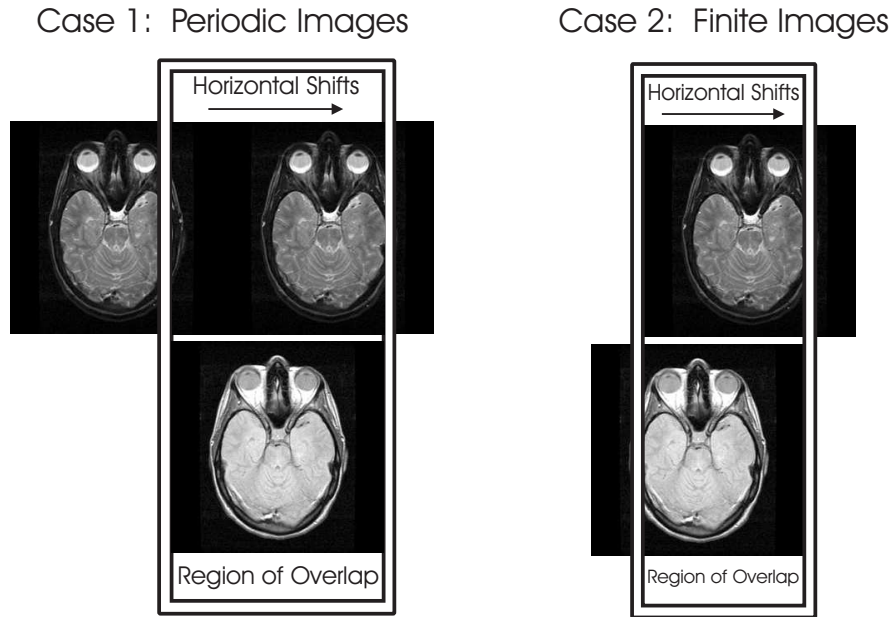 Case 1: Periodic Images
Horizontal Shifts
Region of Overlap
Case 2: Finite Images
Horizontal Shifts
Region of Overlap